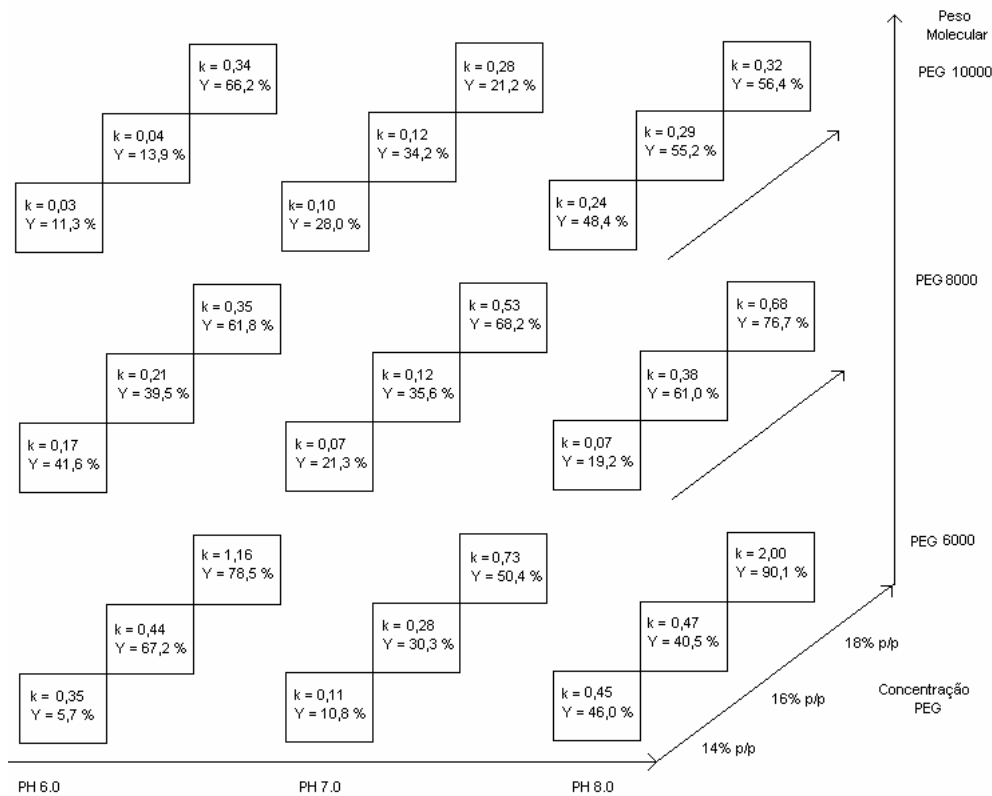 Peso
Molecular
PEG 10000
k = 0,34
Y = 66,2 %
k = 0,28
Y = 21,2 %
k = 0,32
Y = 56,4 %
k = 0,04
Y = 13,9 %
k = 0,12
Y = 34,2 %
k = 0,29
Y = 55,2 %
k = 0,03
Y = 11,3 %
k= 0,10
Y = 28,0 %
k = 0,24
Y = 48,4 %
PEG 8000
k = 0,35
Y = 61,8 %
k = 0,53
Y = 68,2 %
k = 0,68
Y = 76,7 %
k = 0,21
Y = 39,5 %
k = 0,12
Y = 35,6 %
k = 0,38
Y = 61,0 %
k = 0,17
Y = 41,6 %
k = 0,07
Y = 21,3 %
k = 0,07
Y = 19,2 %
PEG 6000
k = 1,16
Y = 78,5 %
k = 0,73
Y = 50,4 %
k = 2,00
Y = 90,1 %
k = 0,44
Y = 67,2 %
k = 0,28
Y = 30,3 %
k = 0,47
Y = 40,5 %
18% p/p
k = 0,35
Y = 5,7 %
k = 0,11
Y = 10,8 %
k = 0,45
Y = 46,0 %
16% p/p
Concentração
PEG
14% p/p
PH 6.0
PH 7.0
PH 8.0